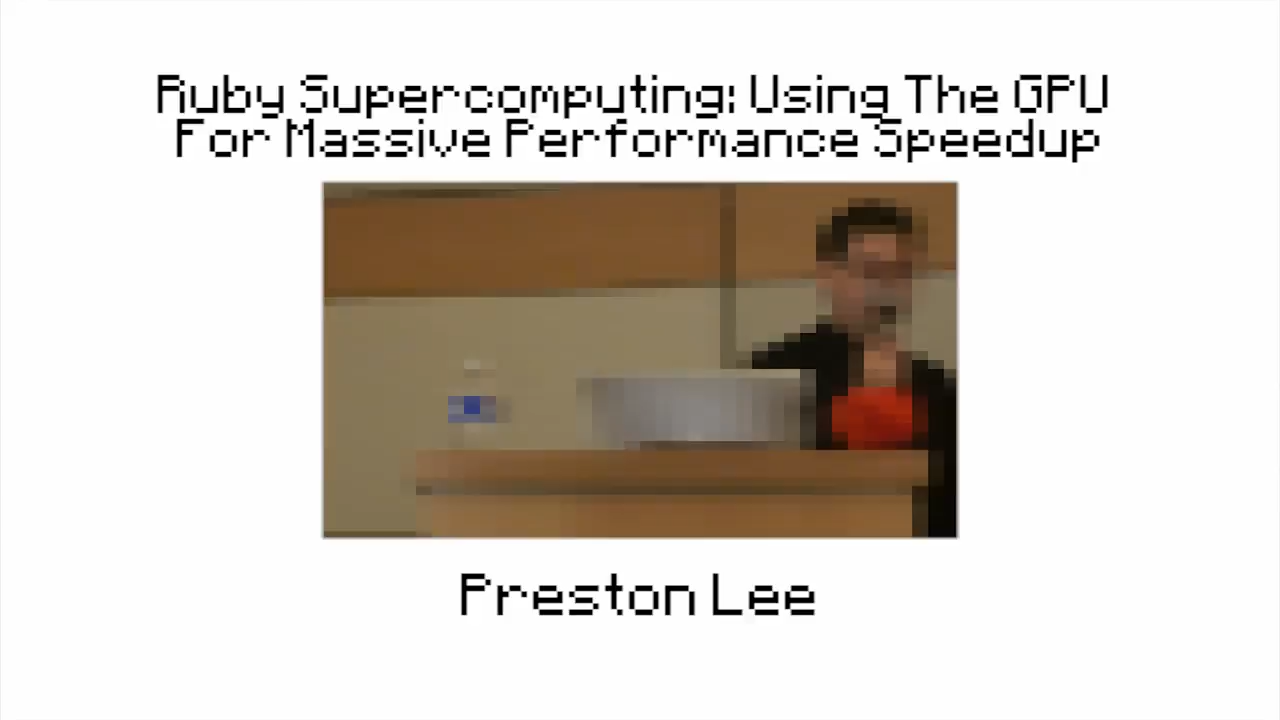 Ruby Supercomputing: Using The GPU
For Massive Performance Speedup
Preston Lee